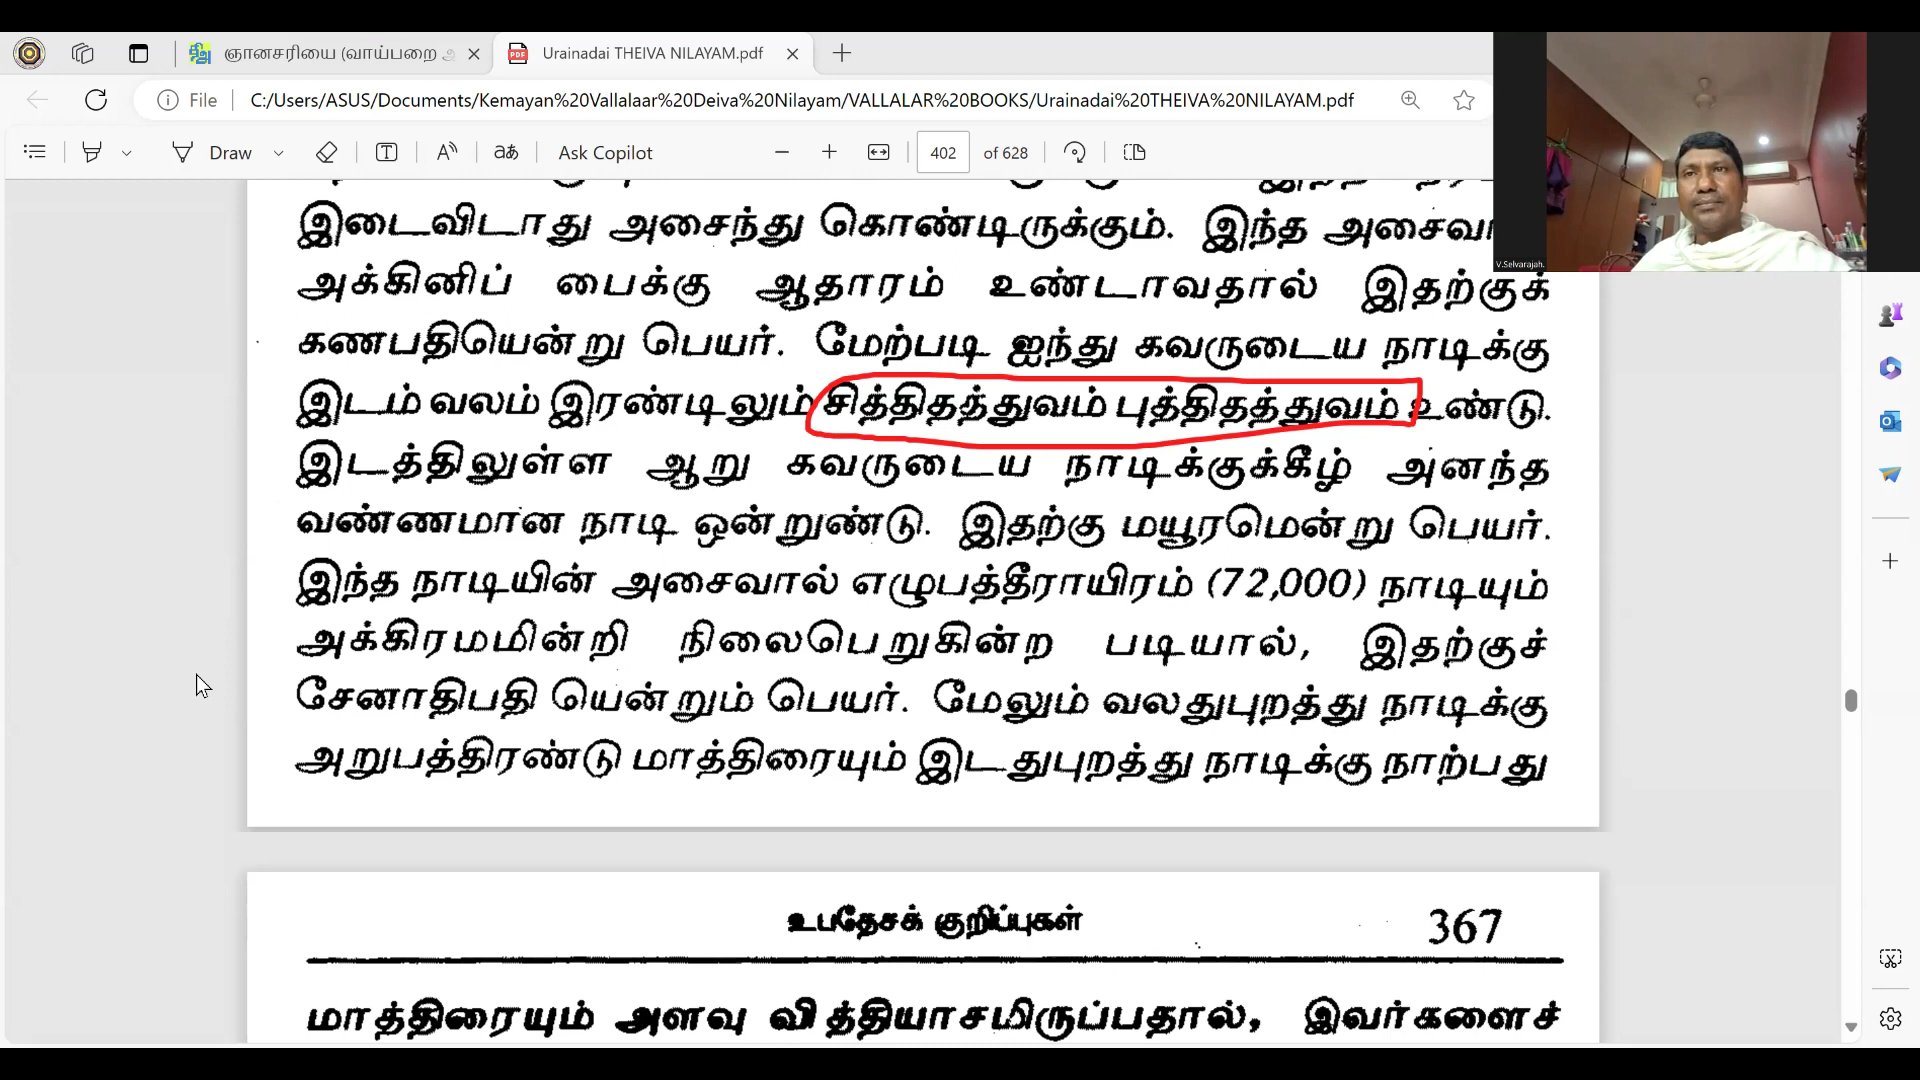 ஞானசரியை (வாய்பறை
Urainadai THEIVA NILAYAM.pdf
File
C:/Users/ASUS/Documents/Kemayan%20Vallalaar%20Deiva%20Nilayam/VALLALAR%20BOOKS/Urainadai%20THEIVA%20NILAYAM.pdf
Draw
Ask Copilot
402 of 628
V.Selvarajah.
இடைவிடாது அசைந்து கொண்டிருக்கும். இந்த
அக்கினிப் பைக்கு ஆதாரம் உண்டாவதால் இதற்குக்
கணபதியென்று பெயர். மேற்படி ஐந்து கவருடைய நாடிக்கு
இடம் வலம் இரண்டிலும் சித்திதத்துவம் புத்திதத்துவம் உண்டு.
இடத்திலுள்ள ஆறு கவருடைய நாடிக்குக்கீழ் அனந்த
வண்ணமான நாடி ஒன்றுண்டு. இதற்கு மயூரமென்று பெயர்.
இந்த நாடியின் அசைவால் எழுபத்தீராயிரம் (72,000) நாடியும்
அக்கிரமமின்றி நிலைபெறுகின்ற படியால், இதற்குச்
சேனாதிபதி யென்றும் பெயர். மேலும் வலதுபுறத்து நாடிக்கு
அறுபத்திரண்டு மாத்திரையும் இடதுபுறத்து நாடிக்கு நாற்பது
உபதேசக் குறிப்புகள் 367
மாத்திரையும் அளவு வித்தியாசமிருப்பதால், இவர்களைச்